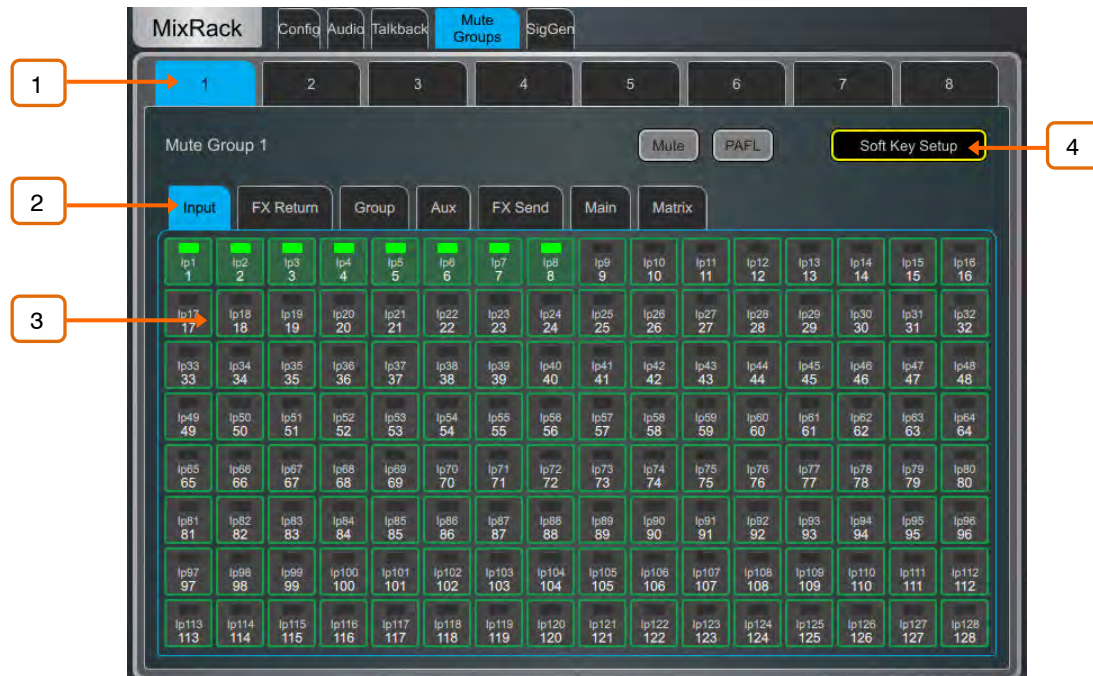 MixRack Config Audio Talkback Mute Groups SigGen
1
1 2 3 4 5 6 7 8
Mute Group 1 Mute PAFL Soft Key Setup
4
2
Input FX Return Group Aux FX Send Main Matrix
Ip1 Ip2 Ip3 Ip4 Ip5 Ip6 Ip7 Ip8 Ip9 Ip10 Ip11 Ip12 Ip13 Ip14 Ip15 Ip16
1 2 3 4 5 6 7 8 9 10 11 12 13 14 15 16
3
Ip17 Ip18 Ip19 Ip20 Ip21 Ip22 Ip23 Ip24 Ip25 Ip26 Ip27 Ip28 Ip29 Ip30 Ip31 Ip32
17 18 19 20 21 22 23 24 25 26 27 28 29 30 31 32
Ip33 Ip34 Ip35 Ip36 Ip37 Ip38 Ip39 Ip40 Ip41 Ip42 Ip43 Ip44 Ip45 Ip46 Ip47 Ip48
33 34 35 36 37 38 39 40 41 42 43 44 45 46 47 48
Ip49 Ip50 Ip51 Ip52 Ip53 Ip54 Ip55 Ip56 Ip57 Ip58 Ip59 Ip60 Ip61 Ip62 Ip63 Ip64
49 50 51 52 53 54 55 56 57 58 59 60 61 62 63 64
Ip65 Ip66 Ip67 Ip68 Ip69 Ip70 Ip71 Ip72 Ip73 Ip74 Ip75 Ip76 Ip77 Ip78 Ip79 Ip80
65 66 67 68 69 70 71 72 73 74 75 76 77 78 79 80
Ip81 Ip82 Ip83 Ip84 Ip85 Ip86 Ip87 Ip88 Ip89 Ip90 Ip91 Ip92 Ip93 Ip94 Ip95 Ip96
81 82 83 84 85 86 87 88 89 90 91 92 93 94 95 96
Ip97 Ip98 Ip99 Ip100 Ip101 Ip102 Ip103 Ip104 Ip105 Ip106 Ip107 Ip108 Ip109 Ip110 Ip111 Ip112
97 98 99 100 101 102 103 104 105 106 107 108 109 110 111 112
Ip113 Ip114 Ip115 Ip116 Ip117 Ip118 Ip119 Ip120 Ip121 Ip122 Ip123 Ip124 Ip125 Ip126 Ip127 Ip128
113 114 115 116 117 118 119 120 121 122 123 124 125 126 127 128